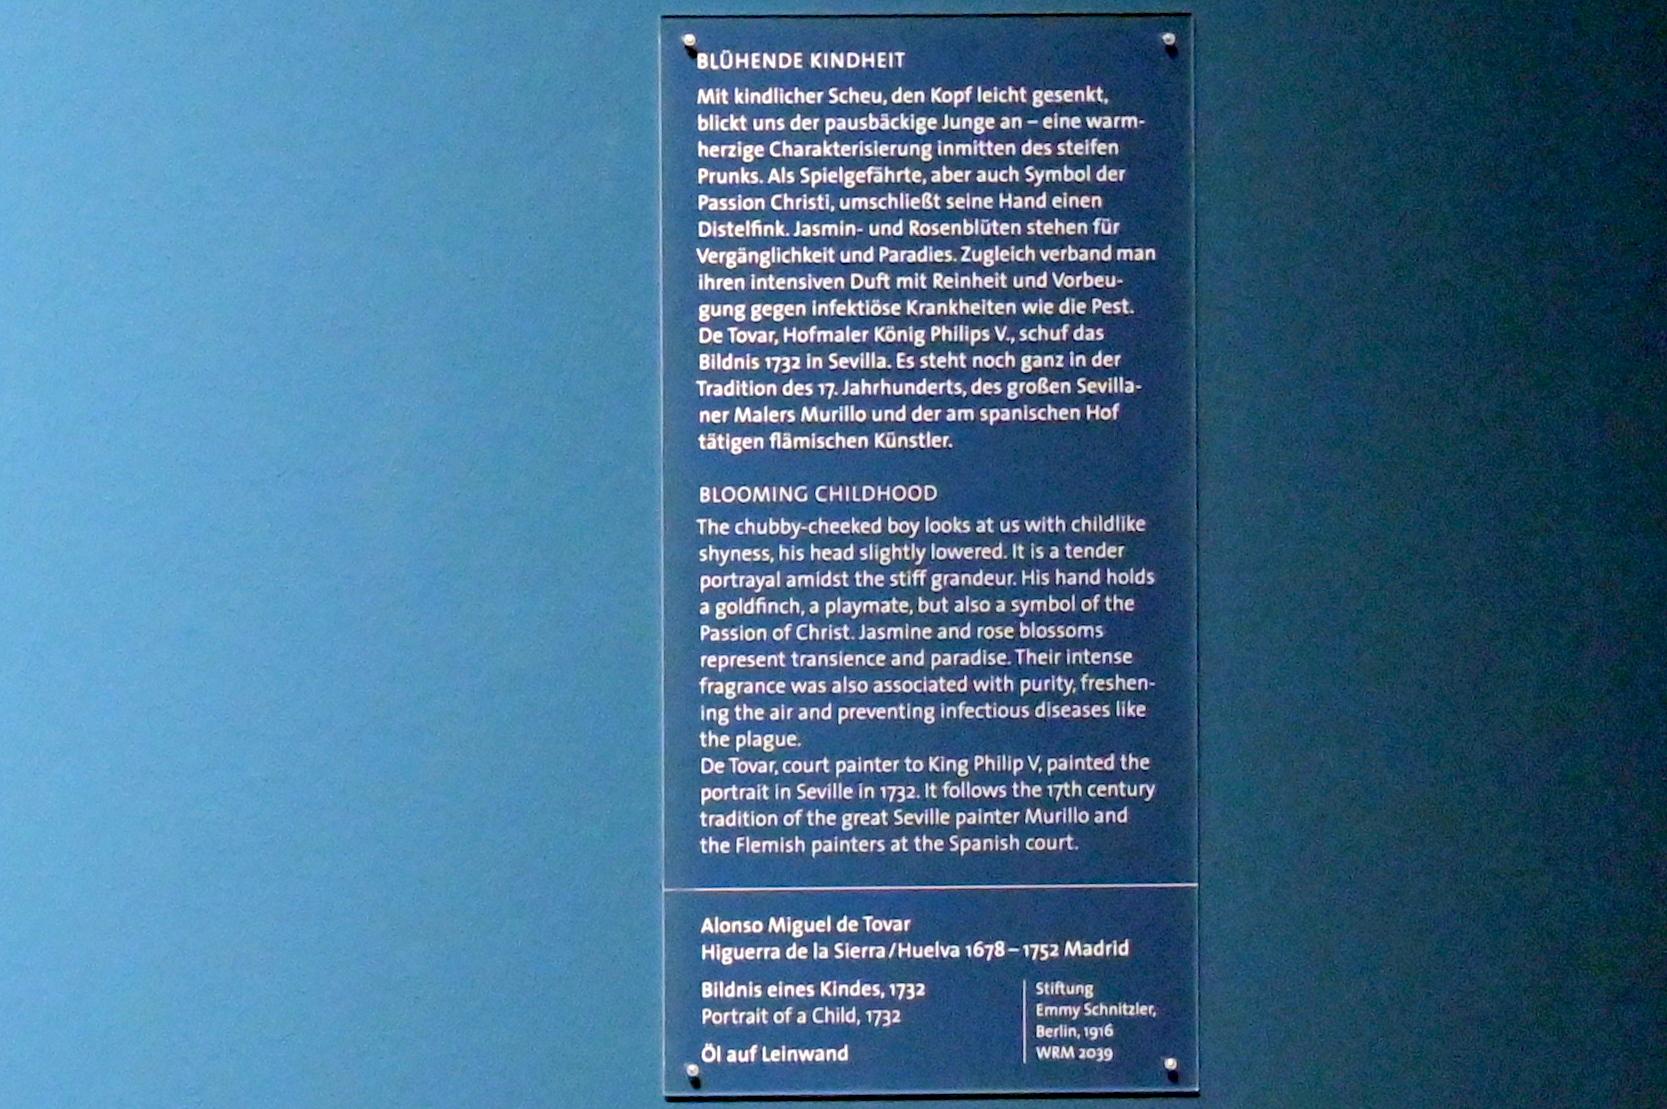 BLÜHENDE KINDHEIT
Mit kindlicher Scheu, den Kopf leicht gesenkt,
blickt uns der pausbäckige Junge an – eine warm-
herzige Charakterisierung inmitten des steifen
Prunks. Als Spielgefährte, aber auch Symbol der
Passion Christi, umschließt seine Hand einen
Distelfink. Jasmin- und Rosenblüten stehen für
Vergänglichkeit und Paradies. Zugleich verband man
ihren intensiven Duft mit Reinheit und Vorbeu-
gung gegen infektiöse Krankheiten wie die Pest.
De Tovar, Hofmaler König Philips V., schuf das
Bildnis 1732 in Sevilla. Es steht noch ganz in der
Tradition des 17. Jahrhunderts, des großen Sevilla-
ner Malers Murillo und der am spanischen Hof
tätigen flämischen Künstler.
BLOOMING CHILDHOOD
The chubby-cheeked boy looks at us with childlike
shyness, his head slightly lowered. It is a tender
portrayal amidst the stiff grandeur. His hand holds
a goldfinch, a playmate, but also a symbol of the
Passion of Christ. Jasmine and rose blossoms
represent transience and paradise. Their intense
fragrance was also associated with purity, freshen-
ing the air and preventing infectious diseases like
the plague.
De Tovar, court painter to King Philip V, painted the
portrait in Seville in 1732. It follows the 17th century
tradition of the great Seville painter Murillo and
the Flemish painters at the Spanish court.
Alonso Miguel de Tovar
Higuerra de la Sierra/Huelva 1678 – 1752 Madrid
Bildnis eines Kindes, 1732
Portrait of a Child, 1732
Öl auf Leinwand
Stiftung
Emmy Schnitzler,
Berlin, 1916
WRM 2039